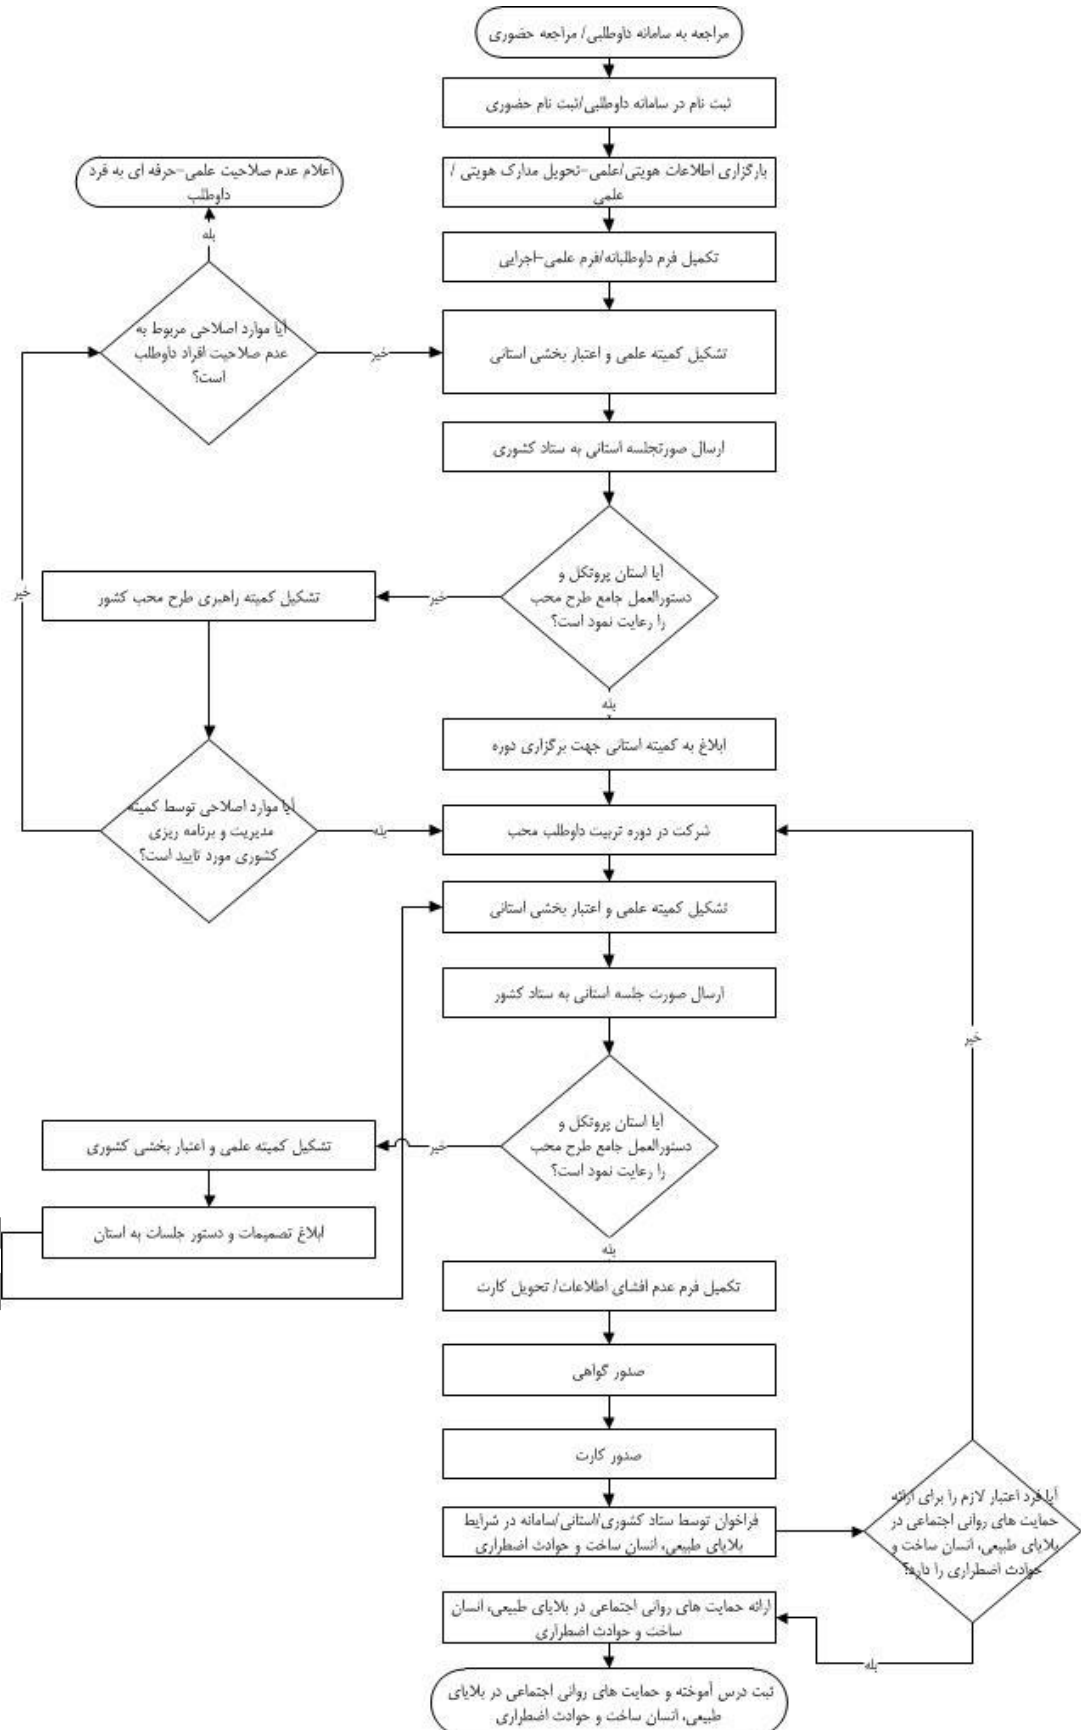 مراجعه به سامانه داوطلبی/ مراجعه حضوری
ثبت نام در سامانه داوطلبی/ثبت نام حضوری
بارگزاری اطلاعات هویتی/علمی-تحویل مدارک هویتی /
علمی
اعلام عدم صلاحیت علمی-حرفه ای به فرد
داوطلب
بله
تکمیل فرم داوطلبانه/فرم علمی-اجرایی
آیا موارد اصلاحی مربوط به
عدم صلاحیت افراد داوطلب
است؟
خیر
تشکیل کمیته علمی و اعتبار بخشی استانی
ارسال صورتجلسه استانی به ستاد کشوری
آیا استان پروتکل و
دستورالعمل جامع طرح محب
را رعایت نمود است؟
خیر
تشکیل کمیته راهبری طرح محب کشور
خیر
بله
ابلاغ به کمیته استانی جهت برگزاری دوره
آیا موارد اصلاحی توسط کمیته
مدیریت و برنامه ریزی
کشوری مورد تایید است؟
بله
شرکت در دوره تربیت داوطلب محب
تشکیل کمیته علمی و اعتبار بخشی استانی
ارسال صورت جلسه استانی به ستاد کشور
خیر
آیا استان پروتکل و
دستورالعمل جامع طرح محب
را رعایت نمود است؟
خیر
تشکیل کمیته علمی و اعتبار بخشی کشوری
ابلاغ تصمیمات و دستور جلسات به استان
بله
تکمیل فرم عدم افشای اطلاعات/ تحویل کارت
صدور گواهی
صدور کارت
فراخوان توسط ستاد کشوری/استانی/سامانه در شرایط
بلایای طبیعی، انسان ساخت و حوادث اضطراری
آیا فرد اعتبار لازم را برای ارائه
حمایت های روانی اجتماعی در
بلایای طبیعی، انسان ساخت و
حوادث اضطراری را دارد؟
بله
ارائه حمایت های روانی اجتماعی در بلایای طبیعی، انسان
ساخت و حوادث اضطراری
ثبت درس آموخته و حمایت های روانی اجتماعی در بلایای
طبیعی، انسان ساخت و حوادث اضطراری